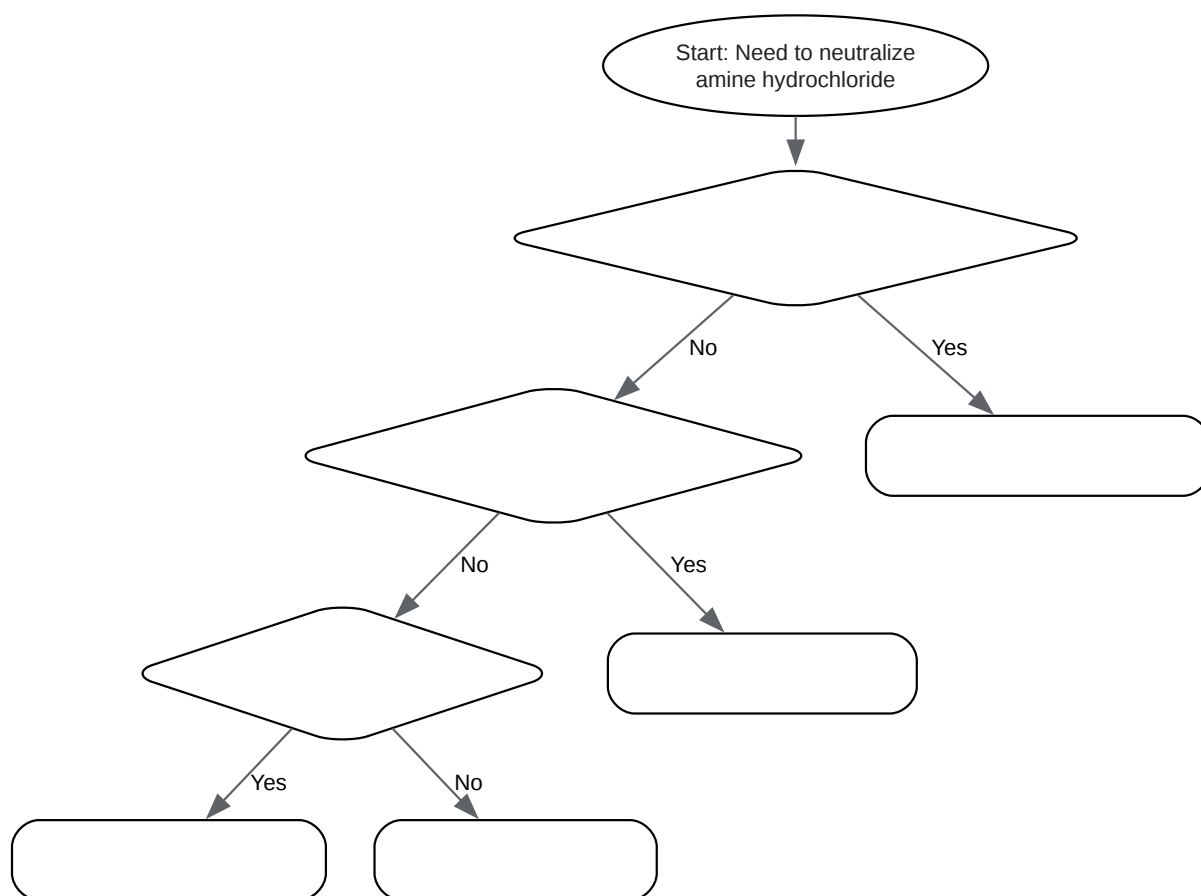 Start: Need to neutralize
amine hydrochloride
No
Yes
No
Yes
Yes
No